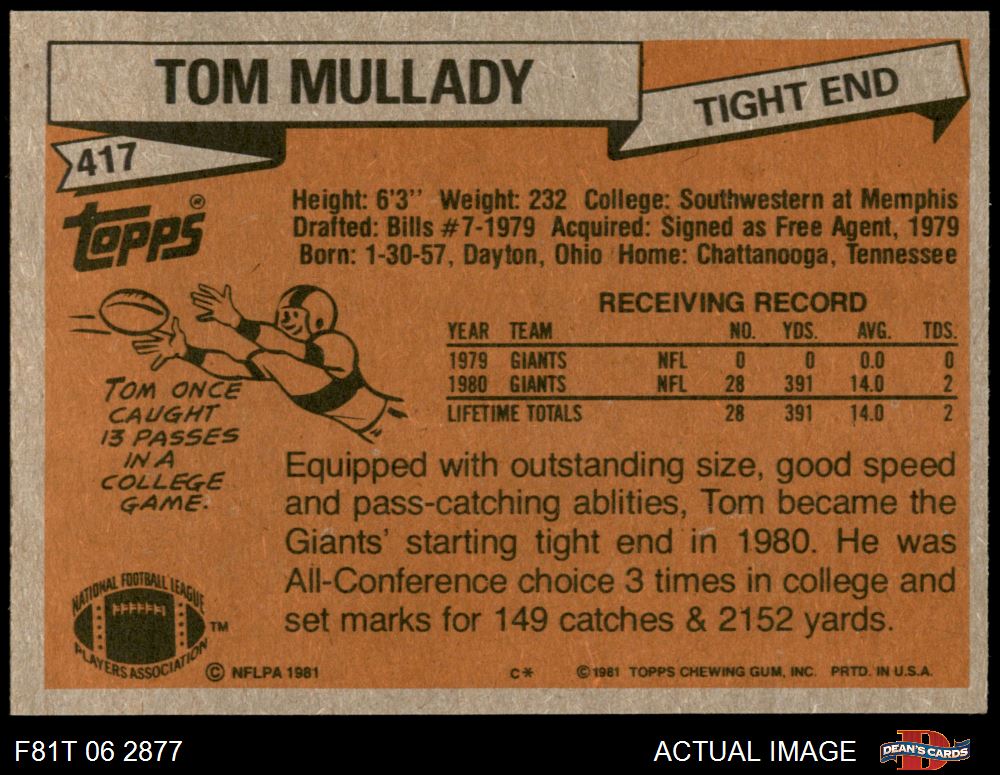 TOM MULLADY
TIGHT END
417
TOPPS®
Height: 6'3'' Weight: 232 College: Southwestern at Memphis
Drafted: Bills #7-1979 Acquired: Signed as Free Agent, 1979
Born: 1-30-57, Dayton, Ohio Home: Chattanooga, Tennessee
RECEIVING RECORD
YEAR TEAM NO. YDS. AVG. TDS.
1979 GIANTS NFL 0 0 0.0 0
1980 GIANTS NFL 28 391 14.0 2
LIFETIME TOTALS 28 391 14.0 2
TOM ONCE
CAUGHT
13 PASSES
IN A
COLLEGE
GAME.
Equipped with outstanding size, good speed
and pass-catching ablities, Tom became the
Giants' starting tight end in 1980. He was
All-Conference choice 3 times in college and
set marks for 149 catches & 2152 yards.
NATIONAL FOOTBALL LEAGUE
PLAYERS ASSOCIATION
TM
© NFLPA 1981
C*
©1981 TOPPS CHEWING GUM, INC. PRTD. IN U.S.A.
F81T 06 2877
ACTUAL IMAGE
D
DEAN'S CARDS